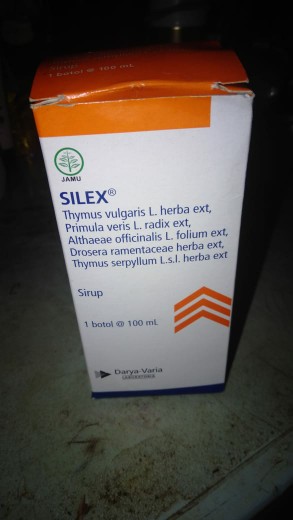 1 botol @ 100 mL
JAMU
SILEX®
Thymus vulgaris L. herba ext,
Primula veris L. radix ext,
Althaeae officinalis L. folium ext,
Drosera ramentaceae herba ext,
Thymus serpyllum L.s.l. herba ext
Sirup
1 botol @ 100 mL
Darya-Varia
LABORATORIA